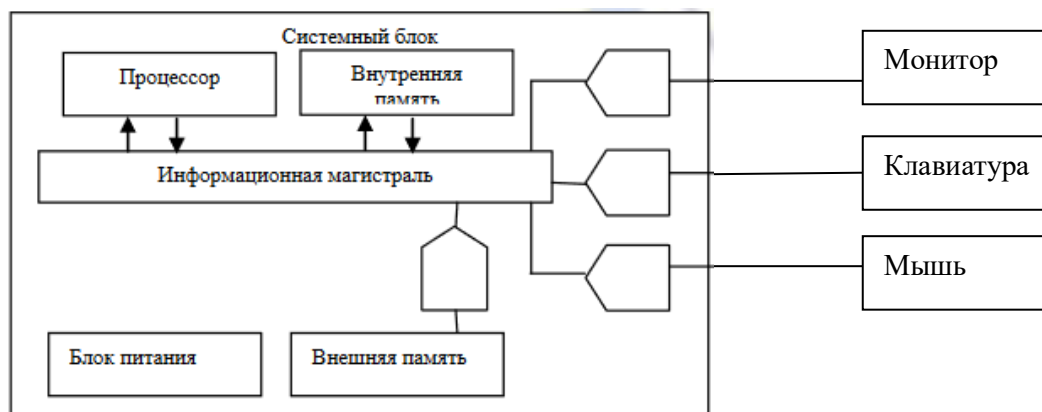 Системный блок
Процессор
Внутренняя
память
Монитор
Информационная магистраль
Клавиатура
Мышь
Блок питания
Внешняя память